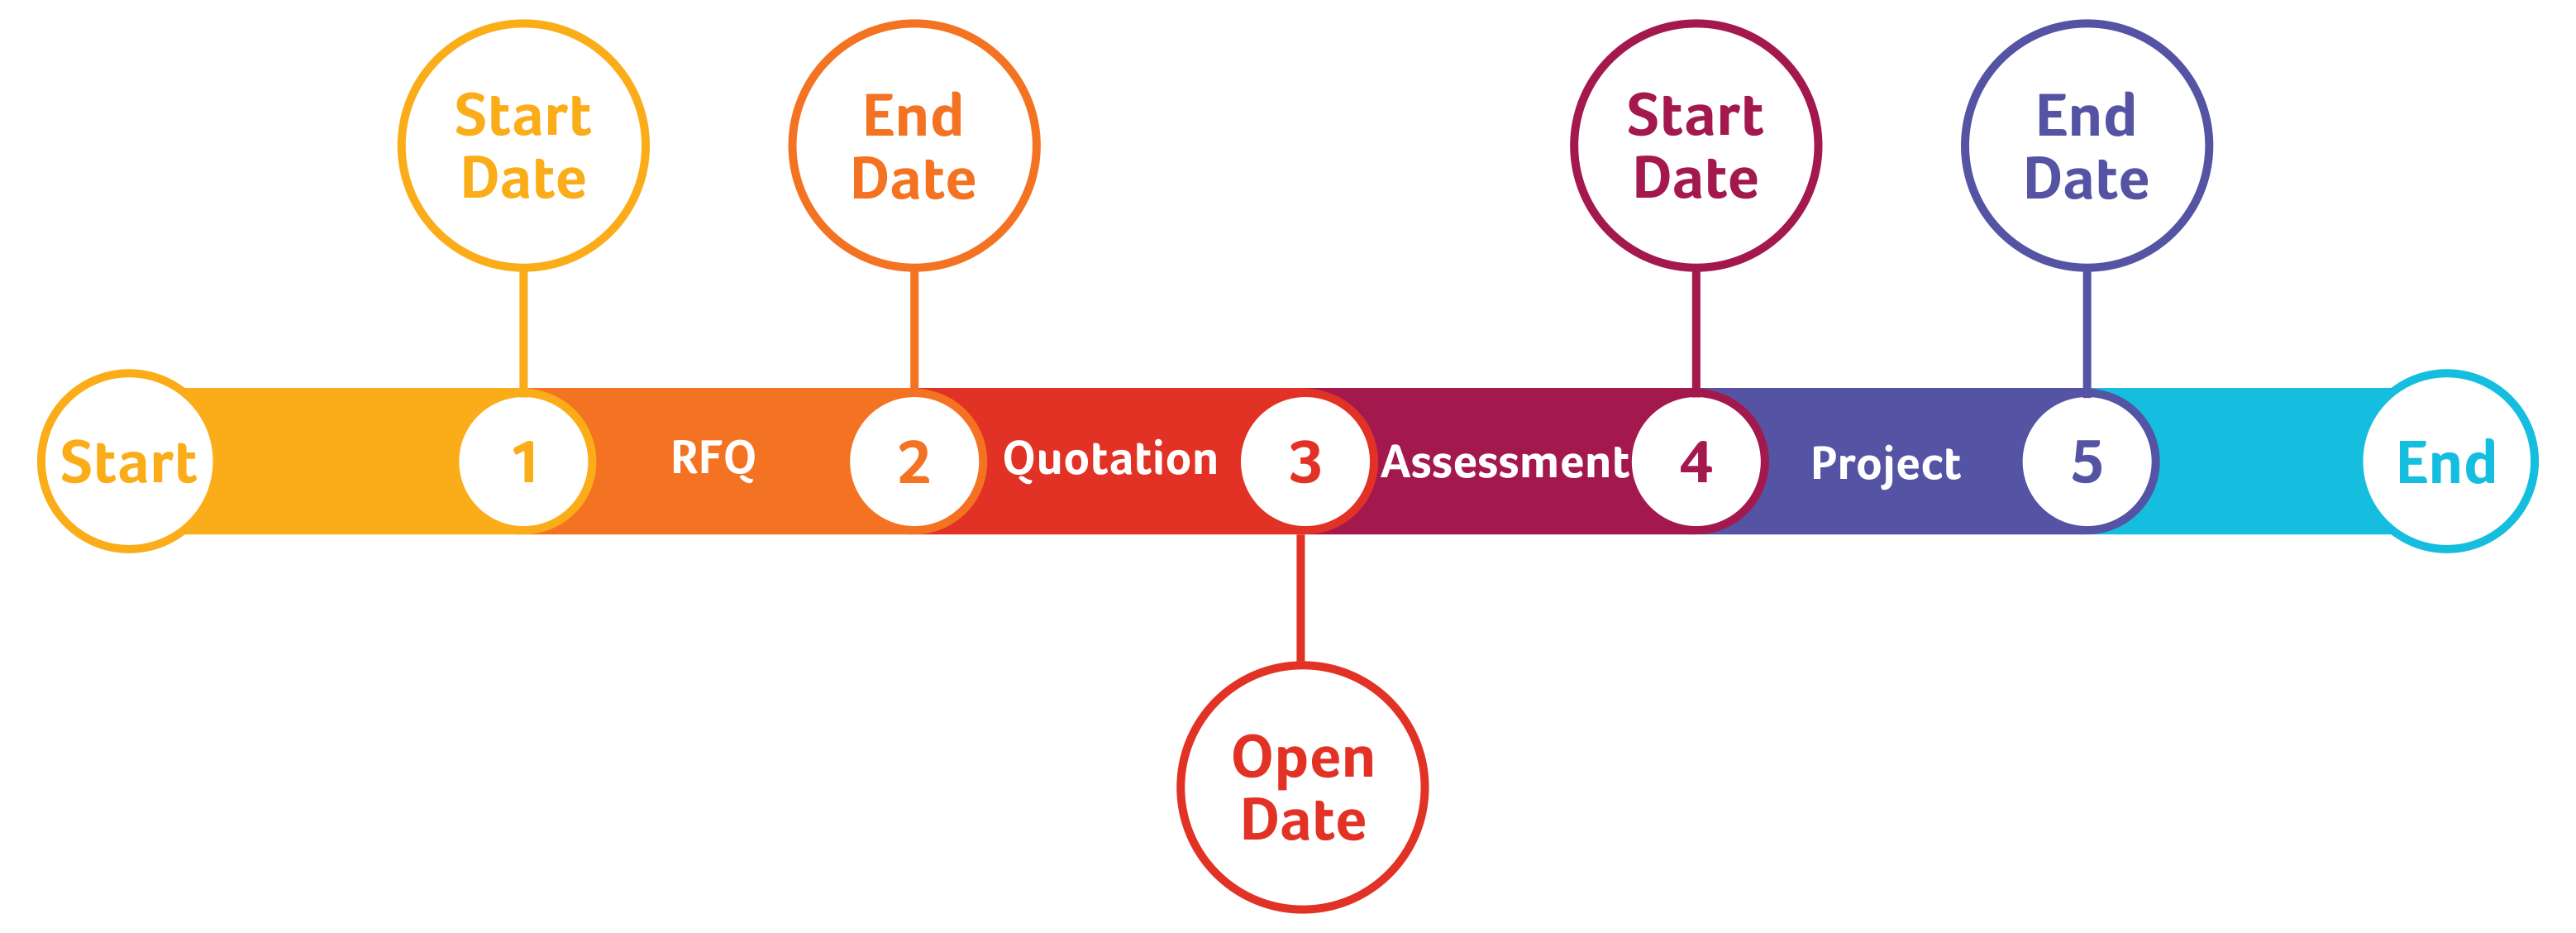 Start
Date
End
Date
Start
Date
End
Date
Start
1
RFQ
2
Quotation
3
Assessment
4
Project
5
End
Open
Date